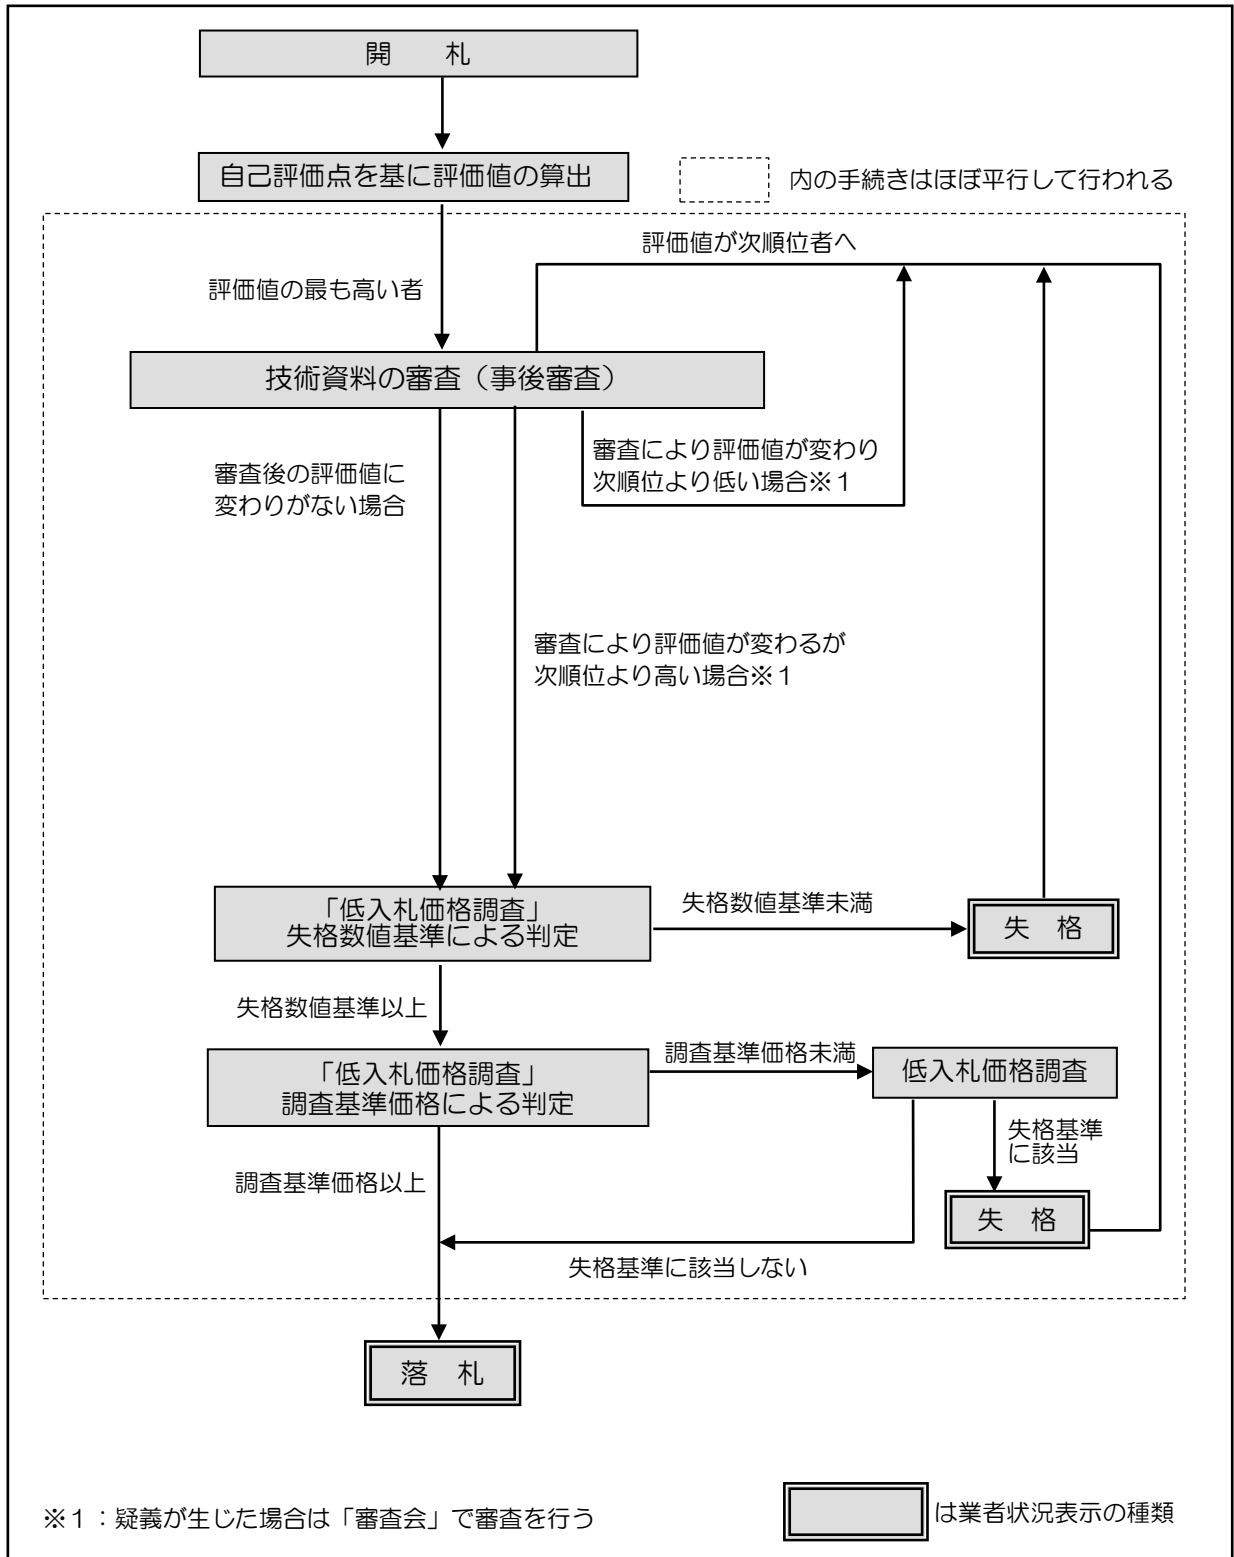 開　札
自己評価点を基に評価値の算出
内の手続きはほぼ平行して行われる
評価値が次順位者へ
評価値の最も高い者
技術資料の審査（事後審査）
審査により評価値が変わり
次順位より低い場合※１
審査後の評価値に
変わりがない場合
審査により評価値が変わるが
次順位より高い場合※１
「低入札価格調査」
失格数値基準による判定
失格数値基準未満
失　格
失格数値基準以上
「低入札価格調査」
調査基準価格による判定
調査基準価格未満
低入札価格調査
失格基準
に該当
調査基準価格以上
失　格
失格基準に該当しない
落　札
※１：疑義が生じた場合は「審査会」で審査を行う
は業者状況表示の種類